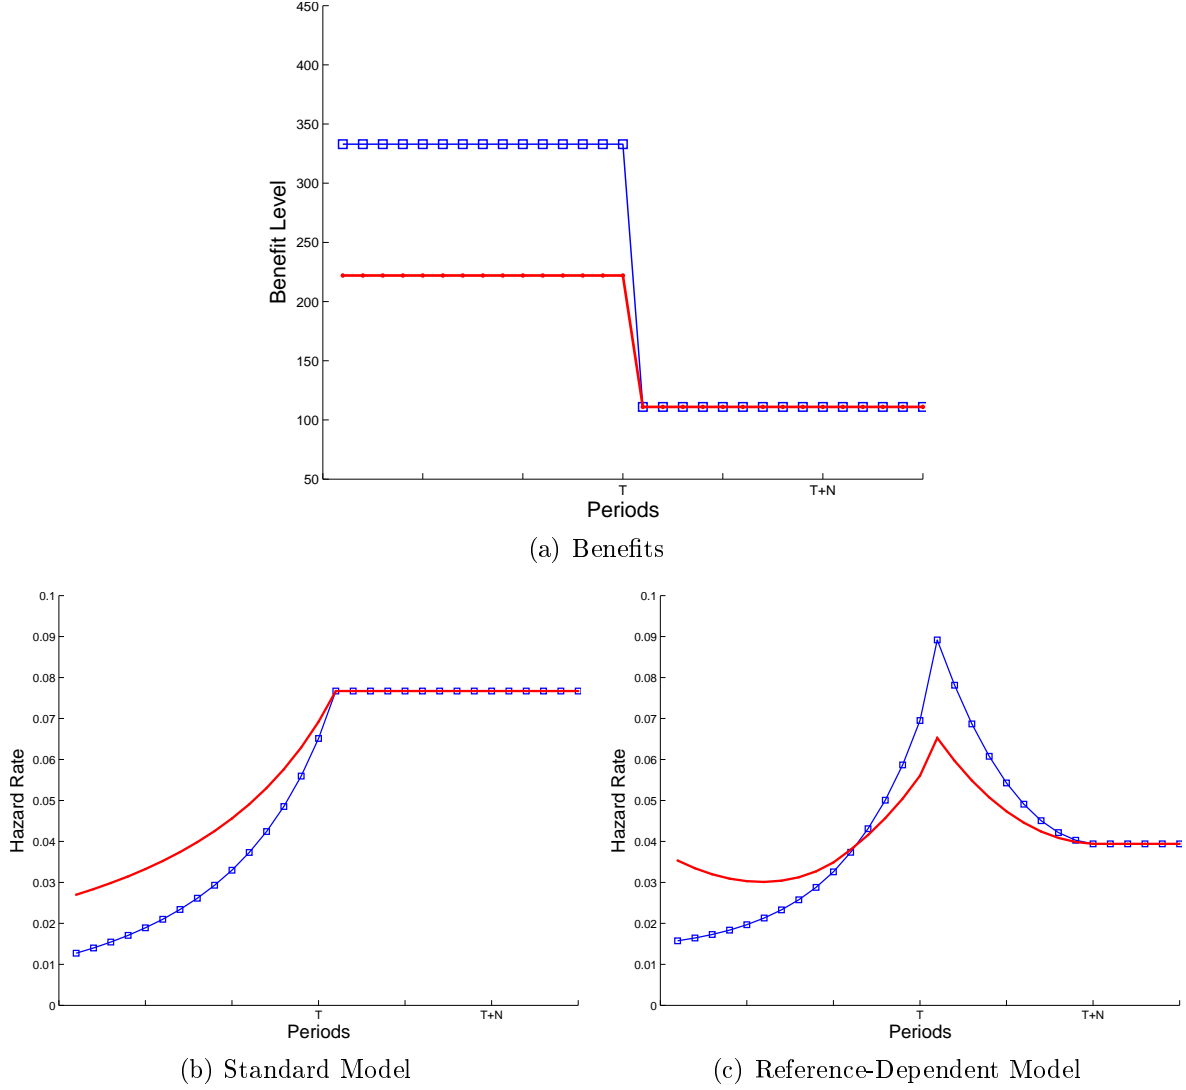 450
400
350
300
250
200
150
100
50
Benefit Level
T
T+N
Periods
(a) Benefits
0.1
0.09
0.08
0.07
0.06
0.05
0.04
0.03
0.02
0.01
0
Hazard Rate
T
T+N
Periods
(b) Standard Model
0.1
0.09
0.08
0.07
0.06
0.05
0.04
0.03
0.02
0.01
0
Hazard Rate
T
T+N
Periods
(c) Reference-Dependent Model